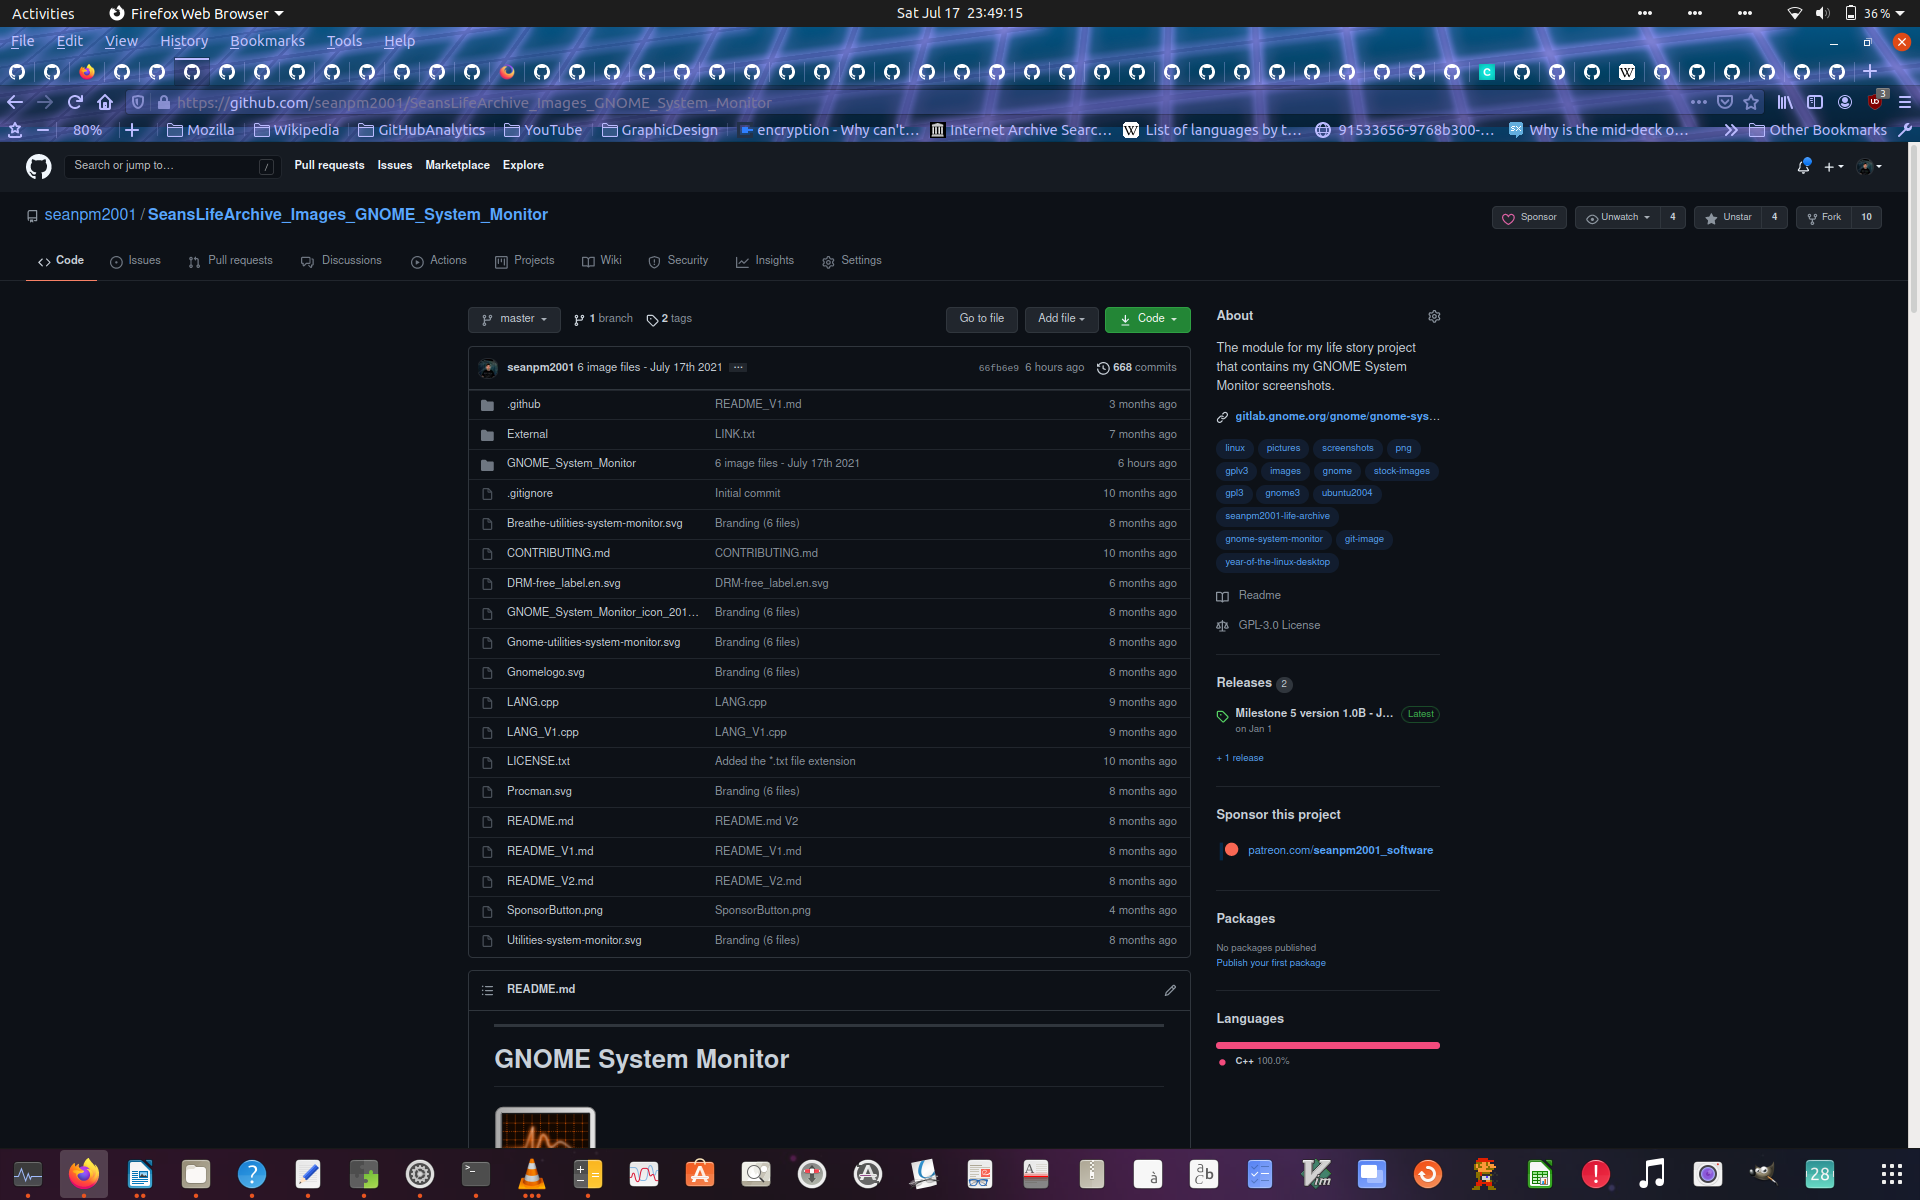 Activities Firefox Web Browser Sat Jul 17 23:49:15 36%
File Edit View History Bookmarks Tools Help
https://github.com/seanpm2001/SeansLifeArchive_Images_GNOME_System_Monitor 3
80% Mozilla Wikipedia GitHubAnalytics YouTube GraphicDesign encryption - Why can't… Internet Archive Searc… List of languages by t… 91533656-9768b300-… Why is the mid-deck o… Other Bookmarks
Search or jump to… / Pull requests Issues Marketplace Explore
seanpm2001 / SeansLifeArchive_Images_GNOME_System_Monitor Sponsor Unwatch 4 Unstar 4 Fork 10
Code Issues Pull requests Discussions Actions Projects Wiki Security Insights Settings
master 1 branch 2 tags Go to file Add file Code
seanpm2001 6 image files - July 17th 2021 ... 66fb6e9 6 hours ago 668 commits
.github README_V1.md 3 months ago
External LINK.txt 7 months ago
GNOME_System_Monitor 6 image files - July 17th 2021 6 hours ago
.gitignore Initial commit 10 months ago
Breathe-utilities-system-monitor.svg Branding (6 files) 8 months ago
CONTRIBUTING.md CONTRIBUTING.md 10 months ago
DRM-free_label.en.svg DRM-free_label.en.svg 6 months ago
GNOME_System_Monitor_icon_201… Branding (6 files) 8 months ago
Gnome-utilities-system-monitor.svg Branding (6 files) 8 months ago
Gnomelogo.svg Branding (6 files) 8 months ago
LANG.cpp LANG.cpp 9 months ago
LANG_V1.cpp LANG_V1.cpp 9 months ago
LICENSE.txt Added the *.txt file extension 10 months ago
Procman.svg Branding (6 files) 8 months ago
README.md README.md V2 8 months ago
README_V1.md README_V1.md 8 months ago
README_V2.md README_V2.md 8 months ago
SponsorButton.png SponsorButton.png 4 months ago
Utilities-system-monitor.svg Branding (6 files) 8 months ago
README.md
GNOME System Monitor
About
The module for my life story project
that contains my GNOME System
Monitor screenshots.
gitlab.gnome.org/gnome/gnome-sys…
linux pictures screenshots png
gplv3 images gnome stock-images
gpl3 gnome3 ubuntu2004
seanpm2001-life-archive
gnome-system-monitor git-image
year-of-the-linux-desktop
Readme
GPL-3.0 License
Releases 2
Milestone 5 version 1.0B - J… Latest
on Jan 1
+ 1 release
Sponsor this project
patreon.com/seanpm2001_software
Packages
No packages published
Publish your first package
Languages
C++ 100.0%
28